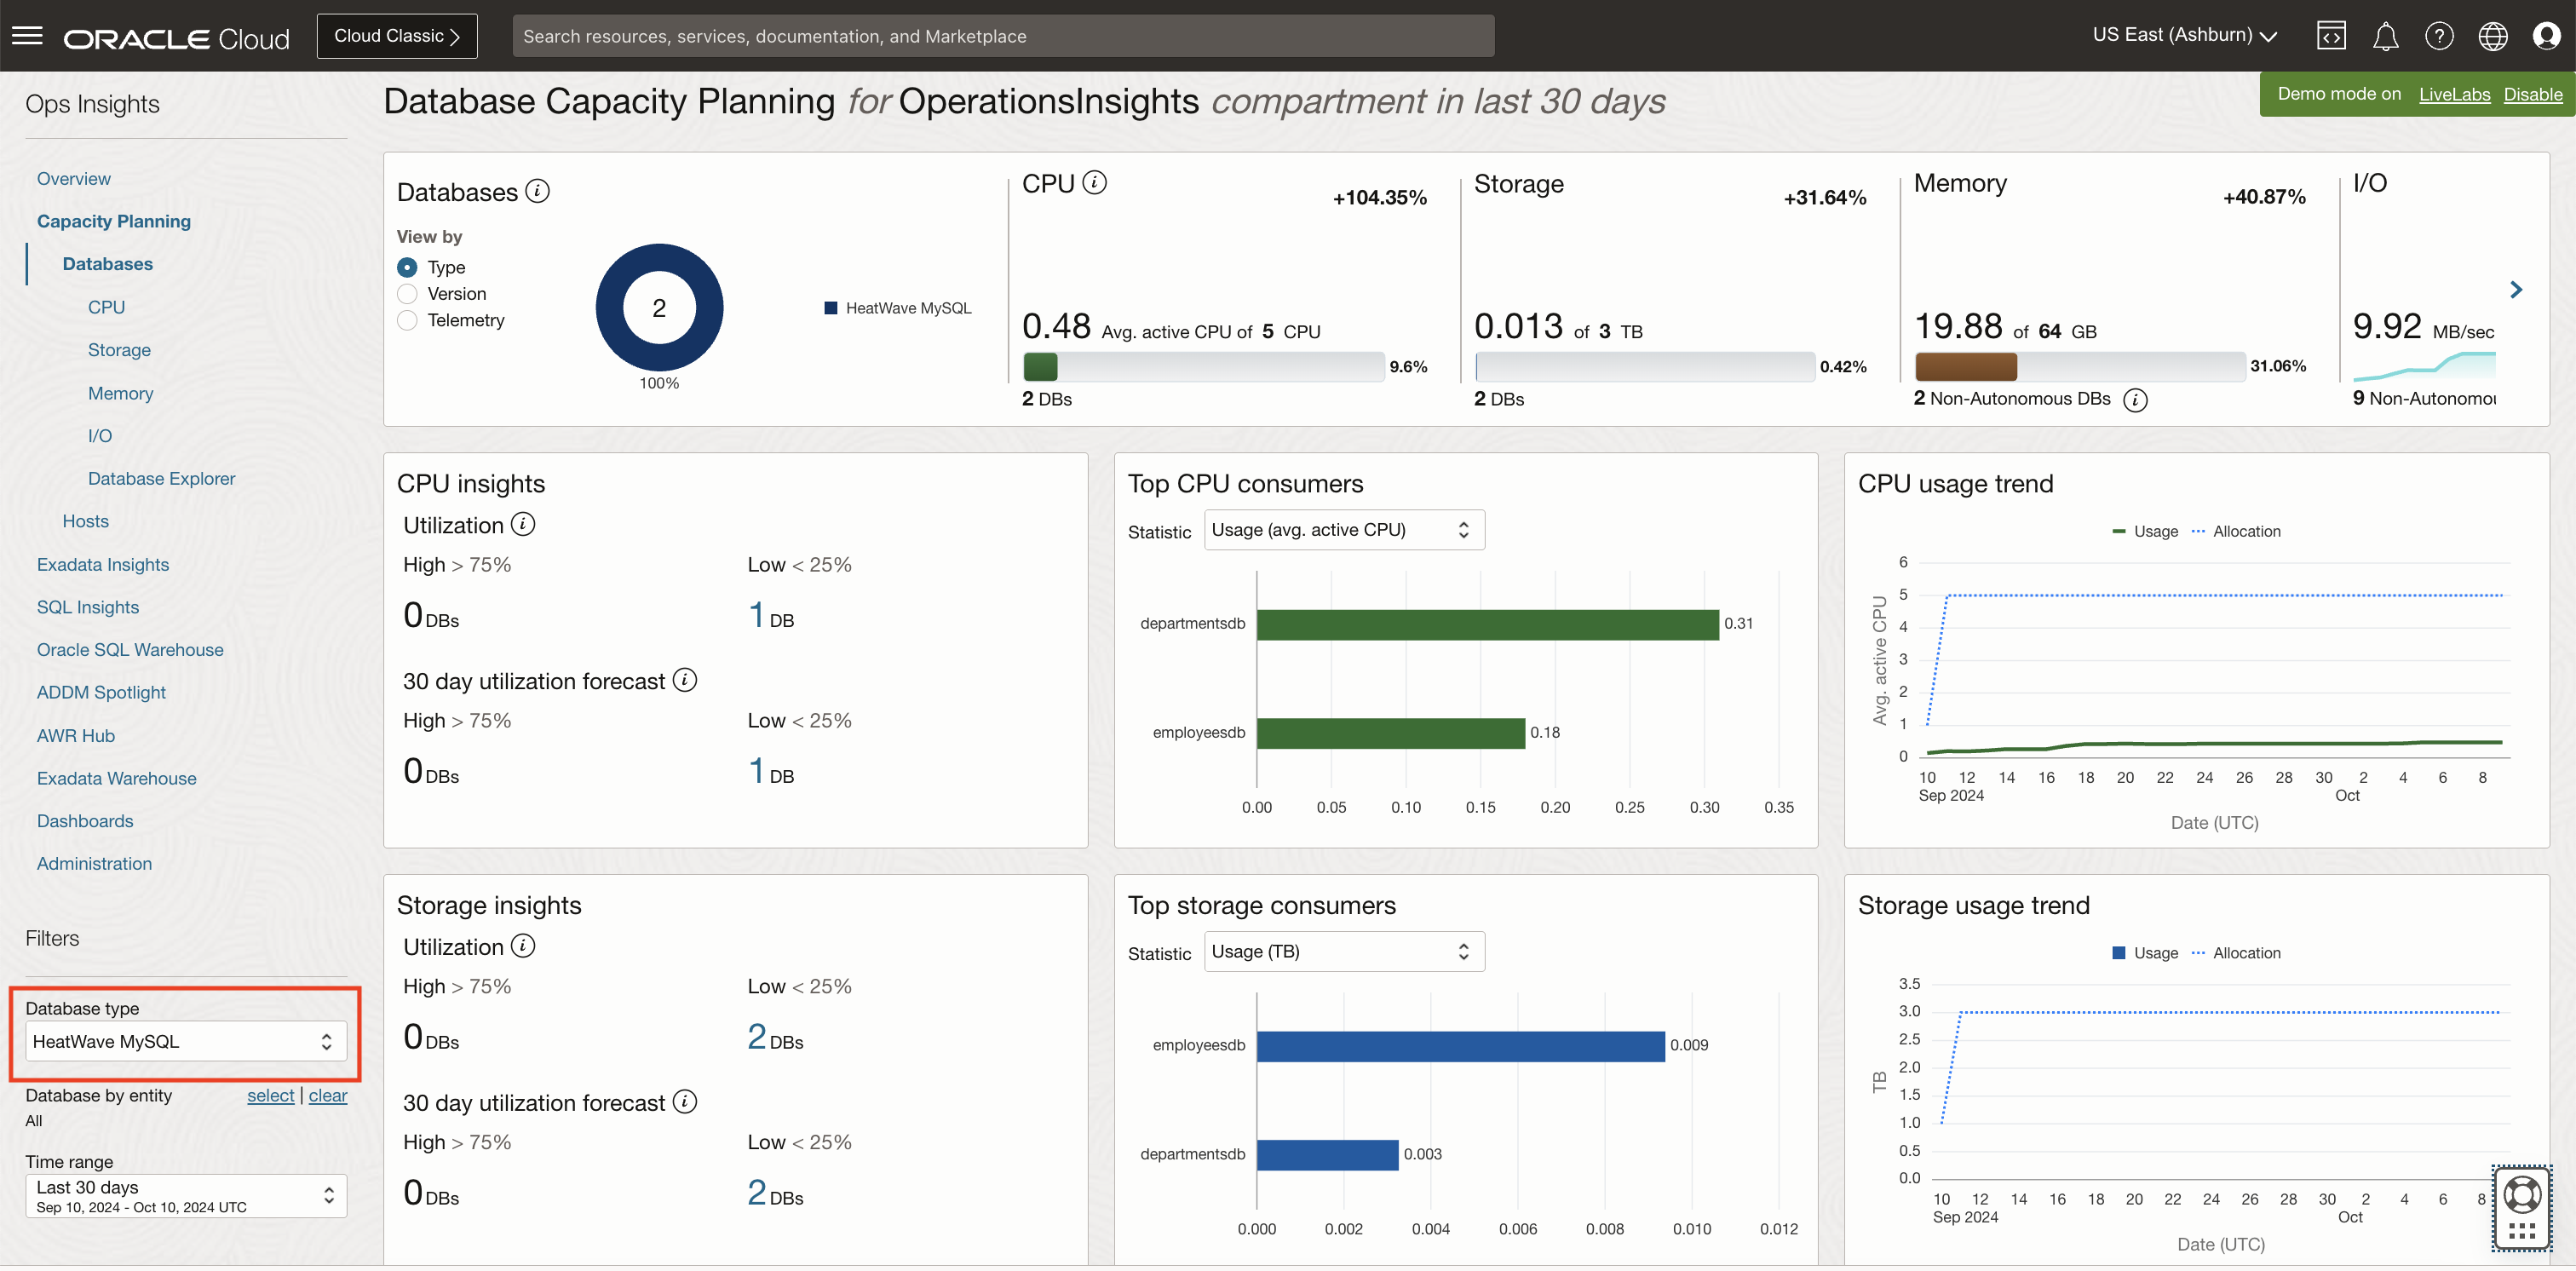 ORACLE Cloud
Cloud Classic
Search resources, services, documentation, and Marketplace
US East (Ashburn)
Demo mode on LiveLabs Disable
Ops Insights
Overview
Capacity Planning
Databases
CPU
Storage
Memory
I/O
Database Explorer
Hosts
Exadata Insights
SQL Insights
Oracle SQL Warehouse
ADDM Spotlight
AWR Hub
Exadata Warehouse
Dashboards
Administration
Filters
Database type
HeatWave MySQL
Database by entity select | clear
All
Time range
Last 30 days
Sep 10, 2024 - Oct 10, 2024 UTC
Database Capacity Planning for OperationsInsights compartment in last 30 days
Databases
View by
Type
Version
Telemetry
2
100%
HeatWave MySQL
CPU
+104.35%
0.48 Avg. active CPU of 5 CPU
9.6%
2 DBs
Storage
+31.64%
0.013 of 3 TB
0.42%
2 DBs
Memory
+40.87%
19.88 of 64 GB
31.06%
2 Non-Autonomous DBs
I/O
9.92 MB/sec
9 Non-Autonomou
CPU insights
Utilization
High > 75% Low < 25%
0 DBs 1 DB
30 day utilization forecast
High > 75% Low < 25%
0 DBs 1 DB
Top CPU consumers
Statistic Usage (avg. active CPU)
departmentsdb 0.31
employeesdb 0.18
0.00 0.05 0.10 0.15 0.20 0.25 0.30 0.35
CPU usage trend
Usage Allocation
Avg. active CPU
6
5
4
3
2
1
0
10 12 14 16 18 20 22 24 26 28 30 2 4 6 8
Sep 2024 Oct
Date (UTC)
Storage insights
Utilization
High > 75% Low < 25%
0 DBs 2 DBs
30 day utilization forecast
High > 75% Low < 25%
0 DBs 2 DBs
Top storage consumers
Statistic Usage (TB)
employeesdb 0.009
departmentsdb 0.003
0.000 0.002 0.004 0.006 0.008 0.010 0.012
Storage usage trend
Usage Allocation
TB
3.5
3.0
2.5
2.0
1.5
1.0
0.5
0.0
10 12 14 16 18 20 22 24 26 28 30 2 4 6 8
Sep 2024 Oct
Date (UTC)